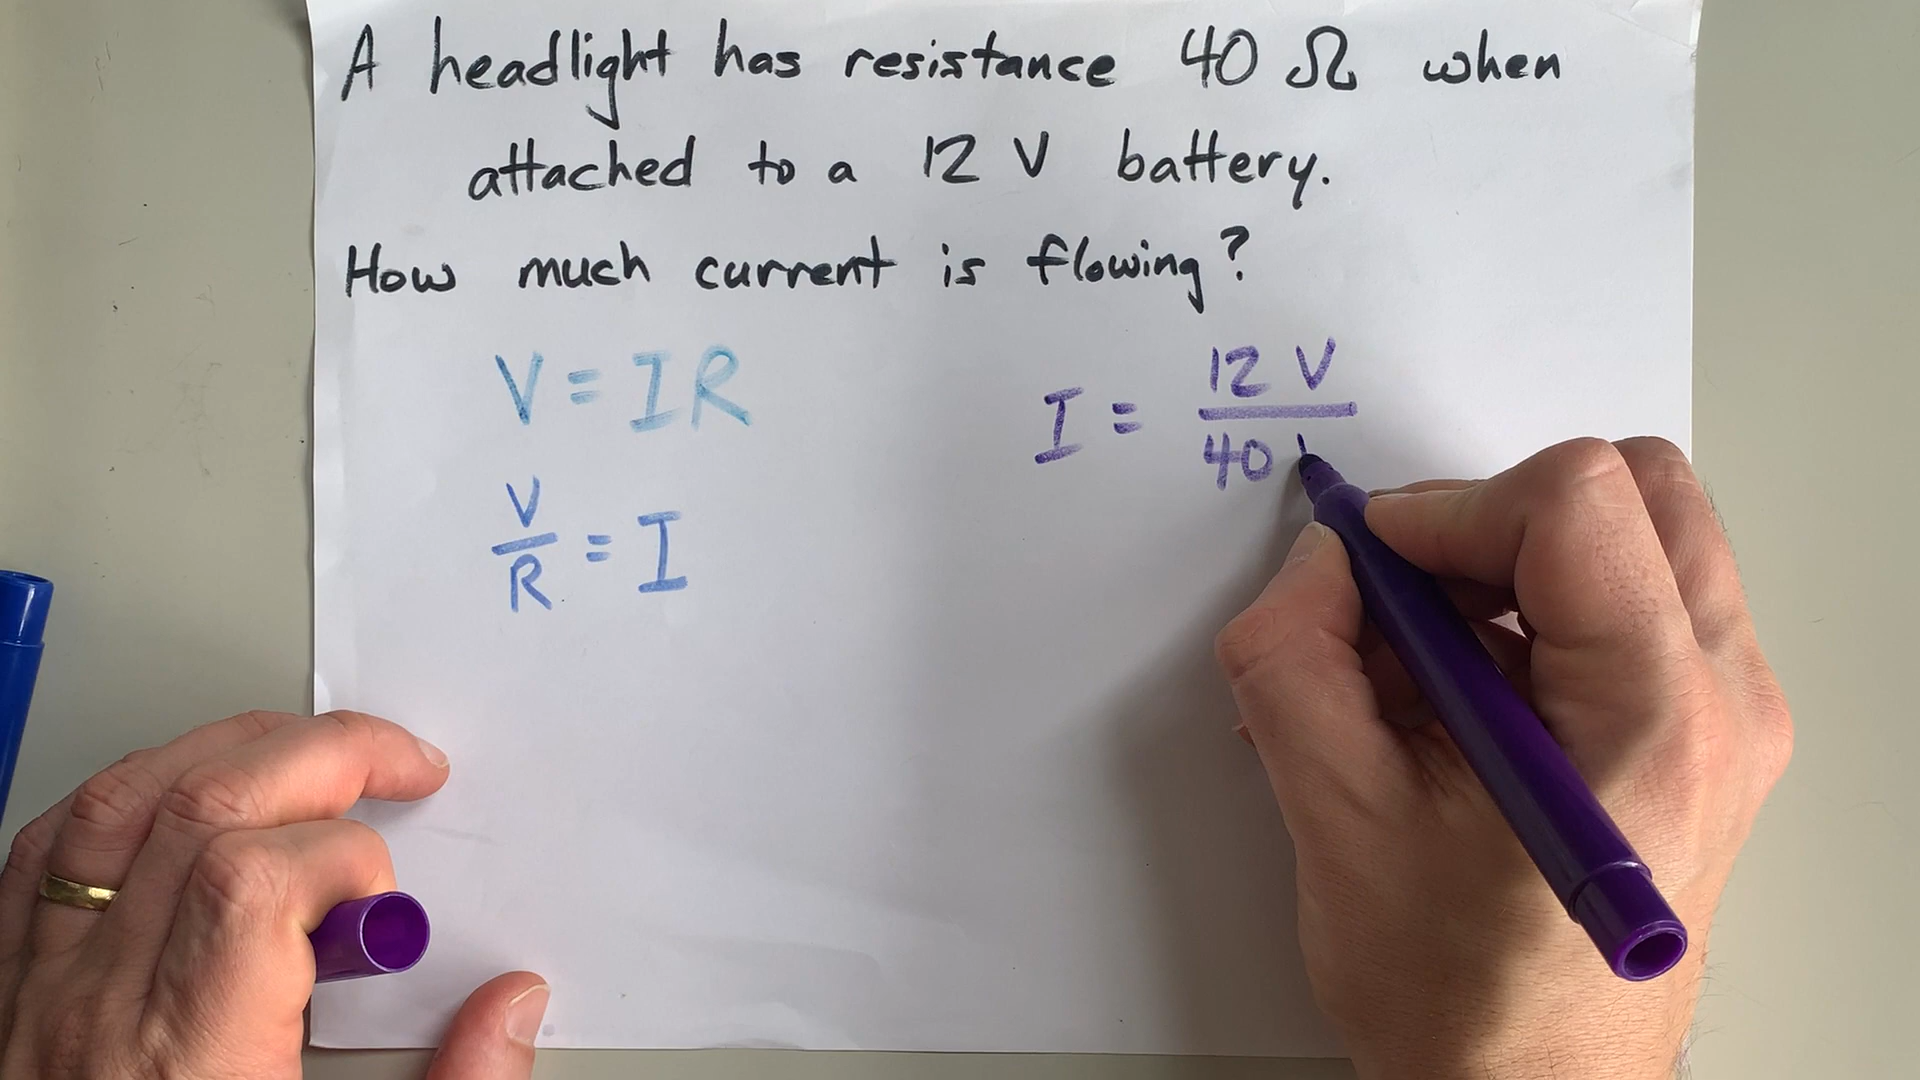 A headlight has resistance 40 Ω when
attached to a 12 V battery.
How much current is flowing?
V = IR
V/R = I
I = 12 V/40